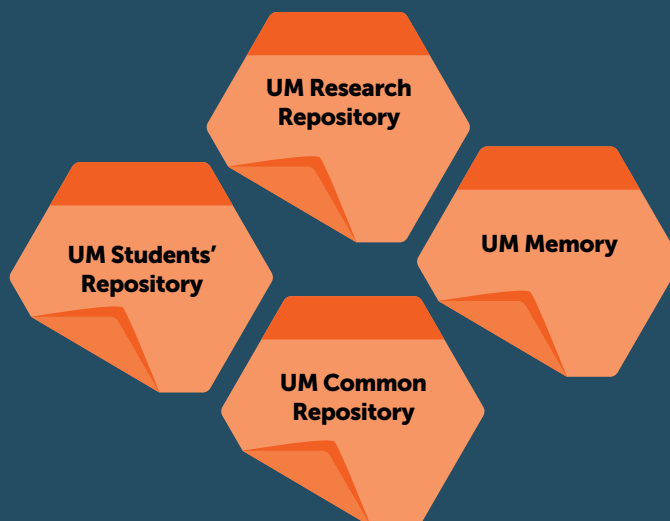 UM Research
Repository
UM Students’
Repository
UM Memory
UM Common
Repository